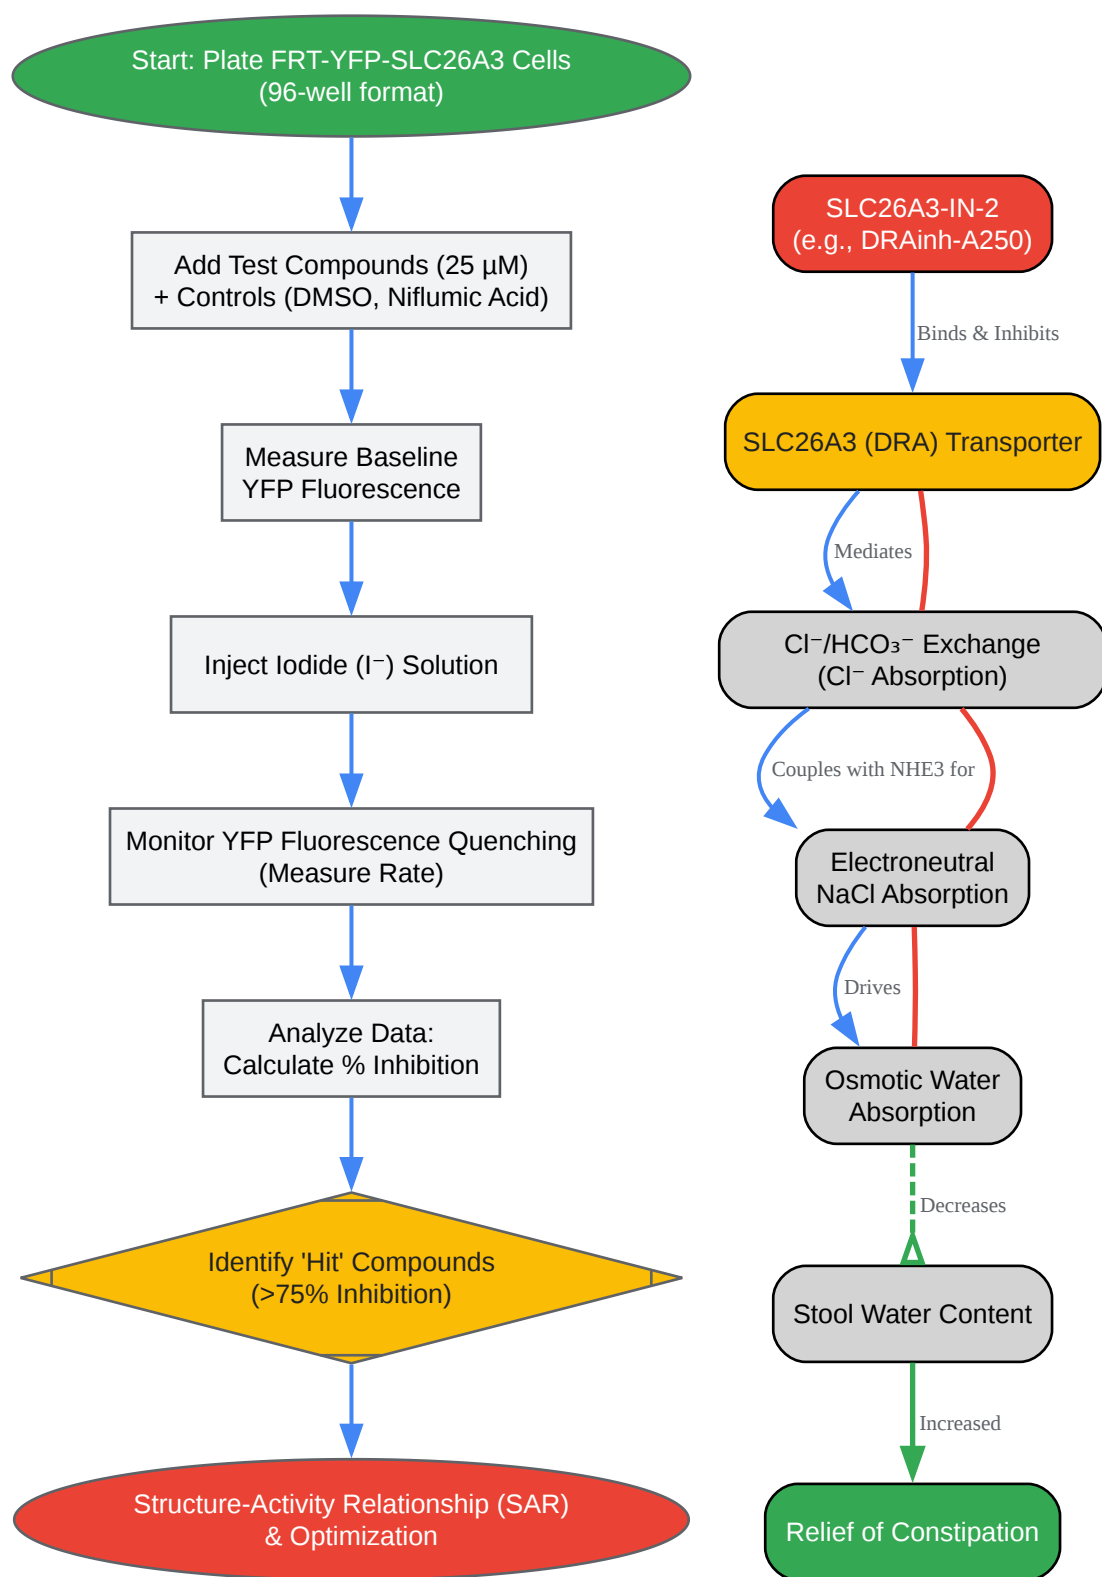 Start: Plate FRT-YFP-SLC26A3 Cells
(96-well format)
Add Test Compounds (25 µM)
+ Controls (DMSO, Niflumic Acid)
Measure Baseline
YFP Fluorescence
Inject Iodide (I⁻) Solution
Monitor YFP Fluorescence Quenching
(Measure Rate)
Analyze Data:
Calculate % Inhibition
Identify 'Hit' Compounds
(>75% Inhibition)
Structure-Activity Relationship (SAR)
& Optimization
SLC26A3-IN-2
(e.g., DRAinh-A250)
Binds & Inhibits
SLC26A3 (DRA) Transporter
Mediates
Cl⁻/HCO₃⁻ Exchange
(Cl⁻ Absorption)
Couples with NHE3 for
Electroneutral
NaCl Absorption
Drives
Osmotic Water
Absorption
Decreases
Stool Water Content
Increased
Relief of Constipation